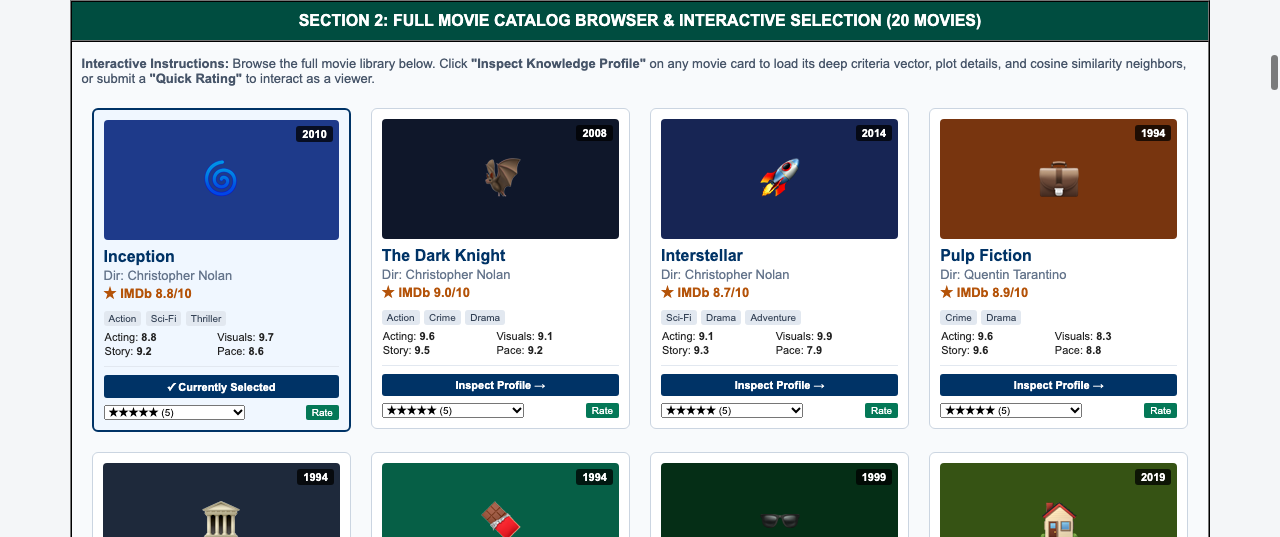 SECTION 2: FULL MOVIE CATALOG BROWSER & INTERACTIVE SELECTION (20 MOVIES)
Interactive Instructions: Browse the full movie library below. Click "Inspect Knowledge Profile" on any movie card to load its deep criteria vector, plot details, and cosine similarity neighbors,
or submit a "Quick Rating" to interact as a viewer.
2010
Inception
Dir: Christopher Nolan
★ IMDb 8.8/10
Action Sci-Fi Thriller
Acting: 8.8 Visuals: 9.7
Story: 9.2 Pace: 8.6
✓ Currently Selected
★★★★★ (5) Rate
2008
The Dark Knight
Dir: Christopher Nolan
★ IMDb 9.0/10
Action Crime Drama
Acting: 9.6 Visuals: 9.1
Story: 9.5 Pace: 9.2
Inspect Profile →
★★★★★ (5) Rate
2014
Interstellar
Dir: Christopher Nolan
★ IMDb 8.7/10
Sci-Fi Drama Adventure
Acting: 9.1 Visuals: 9.9
Story: 9.3 Pace: 7.9
Inspect Profile →
★★★★★ (5) Rate
1994
Pulp Fiction
Dir: Quentin Tarantino
★ IMDb 8.9/10
Crime Drama
Acting: 9.6 Visuals: 8.3
Story: 9.6 Pace: 8.8
Inspect Profile →
★★★★★ (5) Rate
1994
1994
1999
2019